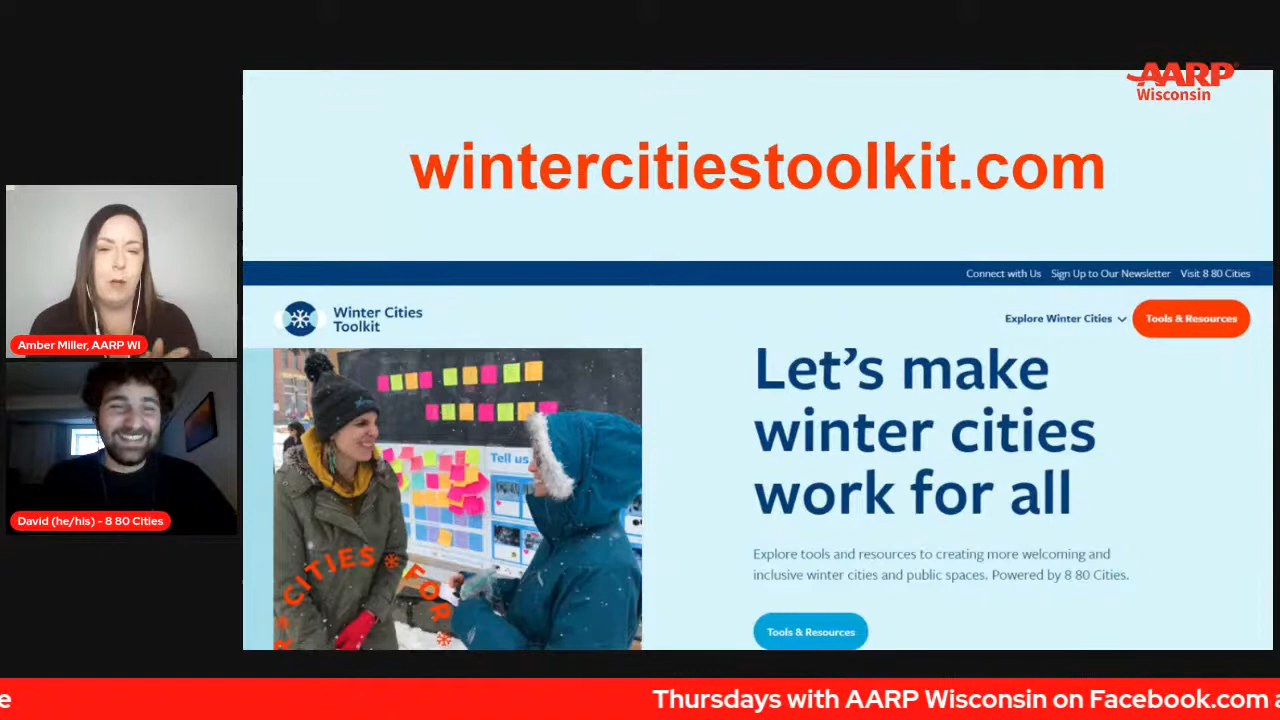 AARP
Wisconsin
wintercitiestoolkit.com
Connect with Us Sign Up to Our Newsletter Visit 8 80 Cities
Winter Cities
Toolkit
Explore Winter Cities
Tools & Resources
Let's make
winter cities
work for all
Tell us
CITIES FOR
Explore tools and resources to creating more welcoming and
inclusive winter cities and public spaces. Powered by 8 80 Cities.
Tools & Resources
Amber Miller, AARP WI
David (he/his) - 8 80 Cities
e Thursdays with AARP Wisconsin on Facebook.com a